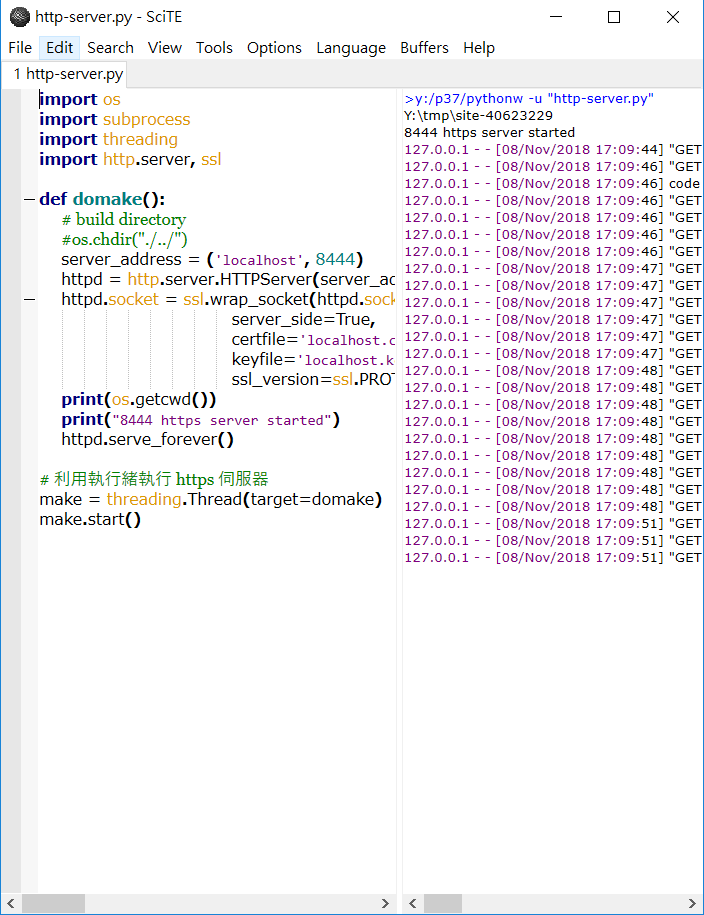 http-server.py - SciTE
File Edit Search View Tools Options Language Buffers Help
1 http-server.py
import os
import subprocess
import threading
import http.server, ssl
def domake():
# build directory
#os.chdir("./../")
server_address = ('localhost', 8444)
httpd = http.server.HTTPServer(server_ad
httpd.socket = ssl.wrap_socket(httpd.sock
server_side=True,
certfile='localhost.c
keyfile='localhost.k
ssl_version=ssl.PROT
print(os.getcwd())
print("8444 https server started")
httpd.serve_forever()
# 利用執行緒執行 https 伺服器
make = threading.Thread(target=domake)
make.start()
>y:/p37/pythonw -u "http-server.py"
Y:\tmp\site-40623229
8444 https server started
127.0.0.1 - - [08/Nov/2018 17:09:44] "GET
127.0.0.1 - - [08/Nov/2018 17:09:46] "GET
127.0.0.1 - - [08/Nov/2018 17:09:46] code
127.0.0.1 - - [08/Nov/2018 17:09:46] "GET
127.0.0.1 - - [08/Nov/2018 17:09:46] "GET
127.0.0.1 - - [08/Nov/2018 17:09:46] "GET
127.0.0.1 - - [08/Nov/2018 17:09:46] "GET
127.0.0.1 - - [08/Nov/2018 17:09:47] "GET
127.0.0.1 - - [08/Nov/2018 17:09:47] "GET
127.0.0.1 - - [08/Nov/2018 17:09:47] "GET
127.0.0.1 - - [08/Nov/2018 17:09:47] "GET
127.0.0.1 - - [08/Nov/2018 17:09:47] "GET
127.0.0.1 - - [08/Nov/2018 17:09:47] "GET
127.0.0.1 - - [08/Nov/2018 17:09:48] "GET
127.0.0.1 - - [08/Nov/2018 17:09:48] "GET
127.0.0.1 - - [08/Nov/2018 17:09:48] "GET
127.0.0.1 - - [08/Nov/2018 17:09:48] "GET
127.0.0.1 - - [08/Nov/2018 17:09:48] "GET
127.0.0.1 - - [08/Nov/2018 17:09:48] "GET
127.0.0.1 - - [08/Nov/2018 17:09:48] "GET
127.0.0.1 - - [08/Nov/2018 17:09:48] "GET
127.0.0.1 - - [08/Nov/2018 17:09:48] "GET
127.0.0.1 - - [08/Nov/2018 17:09:51] "GET
127.0.0.1 - - [08/Nov/2018 17:09:51] "GET
127.0.0.1 - - [08/Nov/2018 17:09:51] "GET